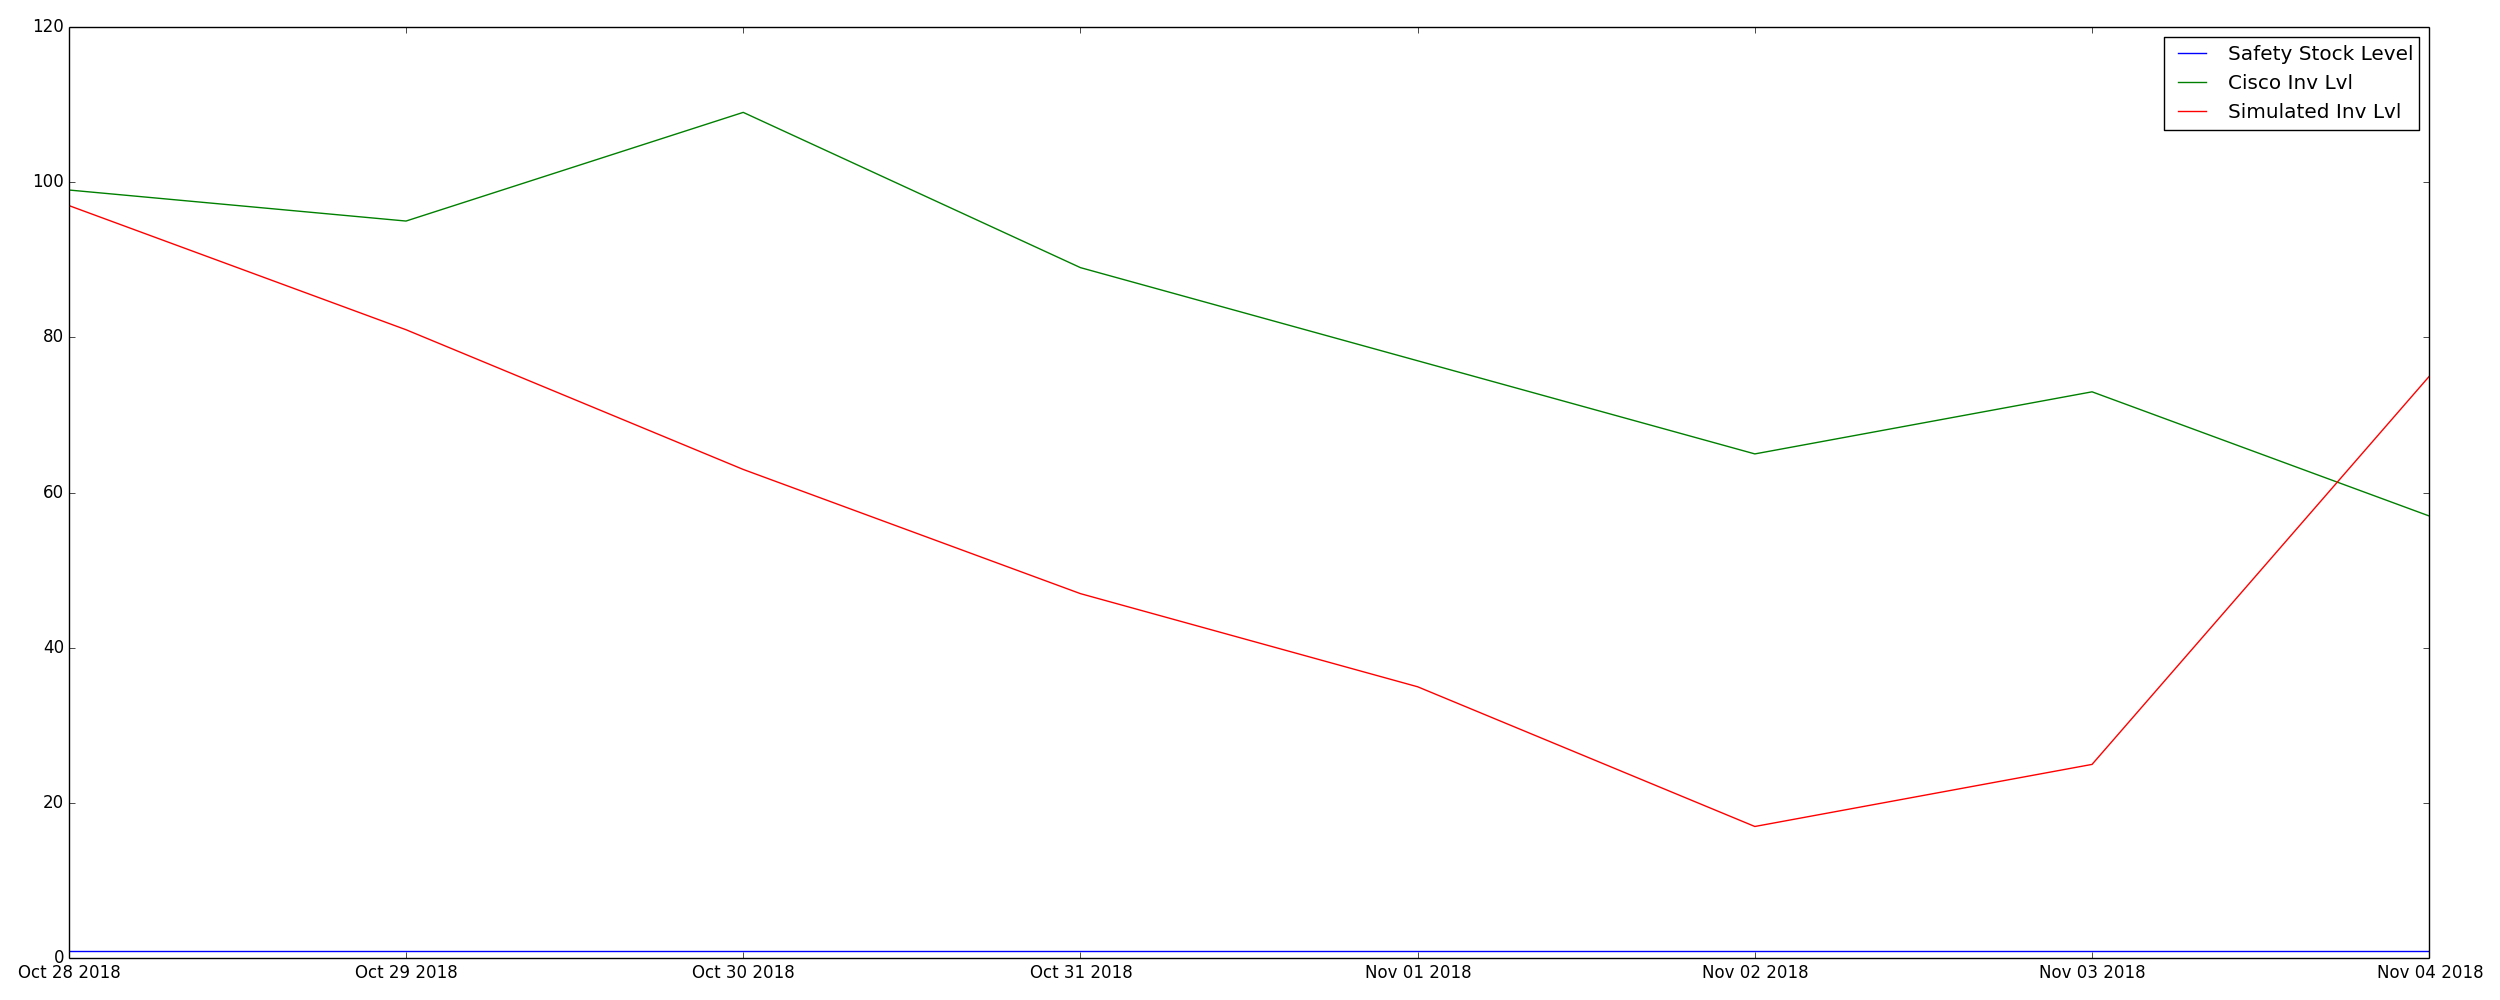 120
100
80
60
40
20
0
Safety Stock Level
Cisco Inv Lvl
Simulated Inv Lvl
Oct 28 2018 Oct 29 2018 Oct 30 2018 Oct 31 2018 Nov 01 2018 Nov 02 2018 Nov 03 2018 Nov 04 2018